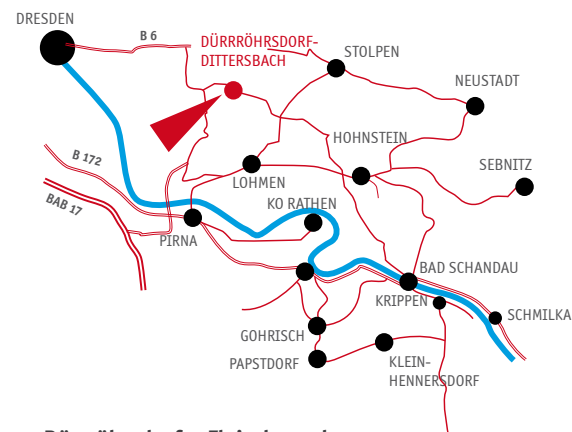 DRESDEN
B 6
DÜRRRÖHRSDORF-
DITTERSBACH
STOLPEN
NEUSTADT
HOHNSTEIN
B 172
SEBNITZ
LOHMEN
BAB 17
KO RATHEN
PIRNA
BAD SCHANDAU
KRIPPEN
SCHMILKA
GOHRISCH
PAPSTDORF
KLEIN-
HENNERSDORF